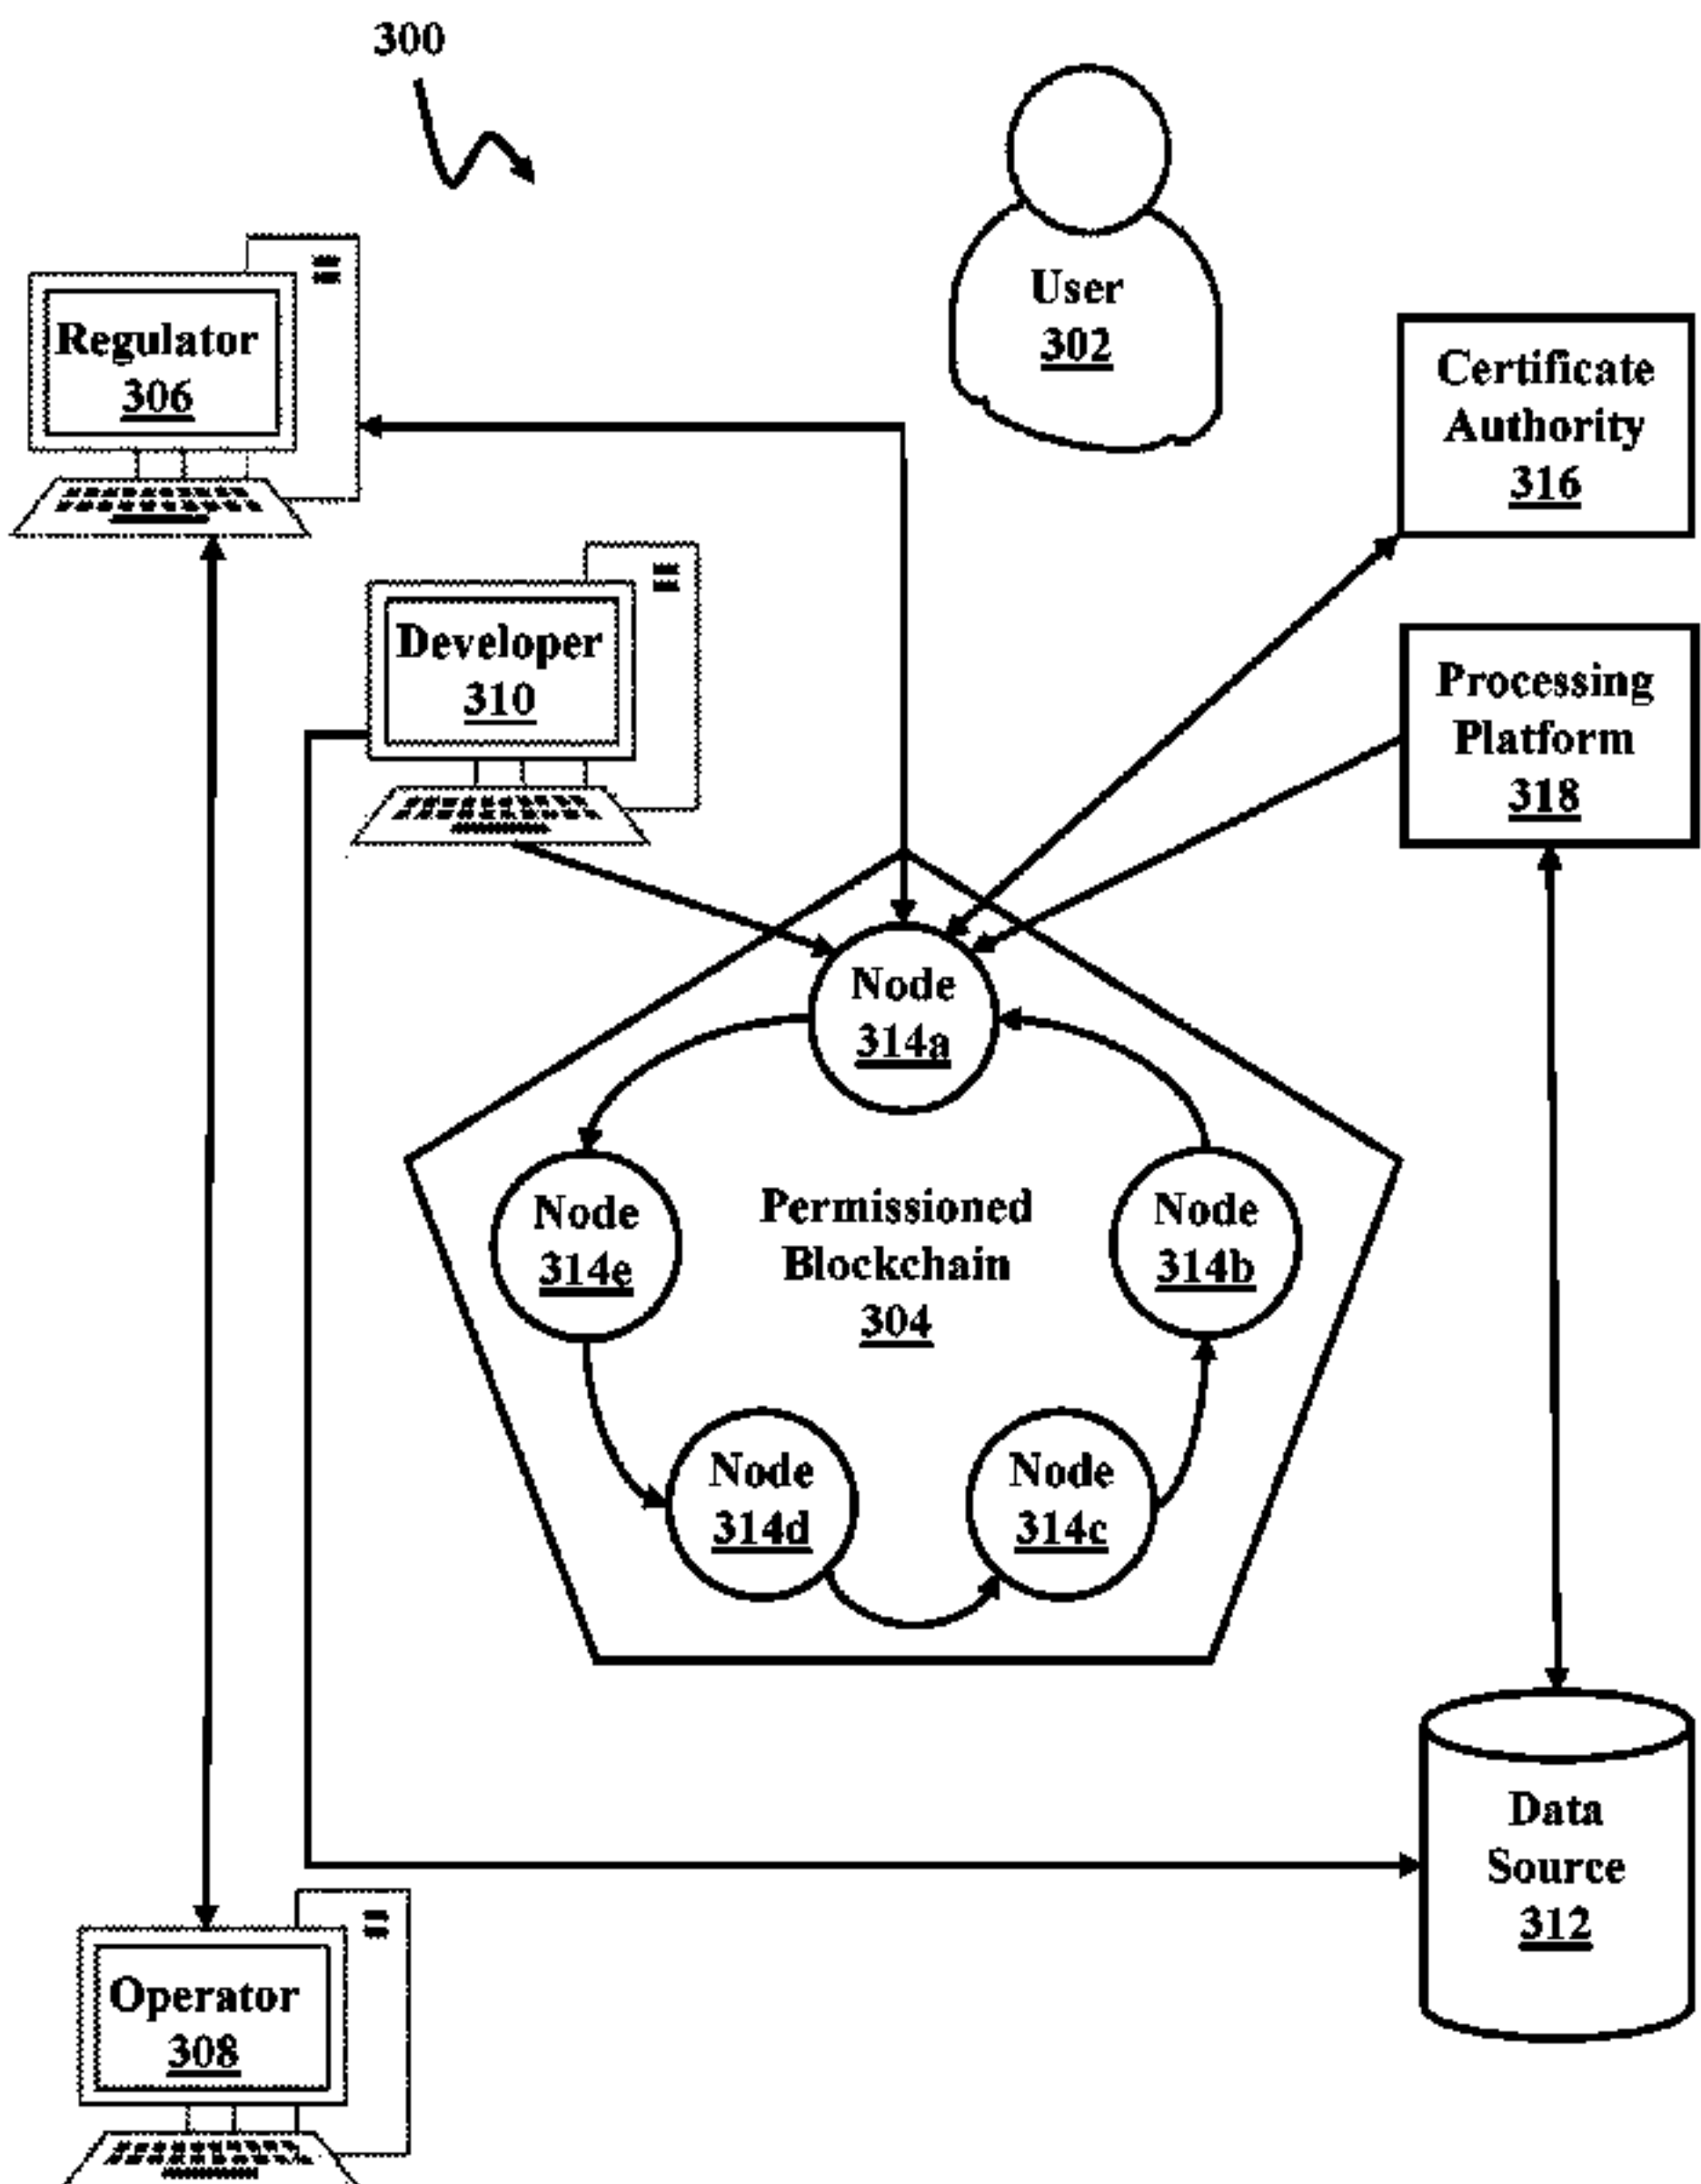 300
User
302
Regulator
306
Certificate
Authority
316
Developer
310
Processing
Platform
318
Node
314a
Node
314e
Permissioned
Blockchain
304
Node
314b
Node
314d
Node
314c
Data
Source
312
Operator
308